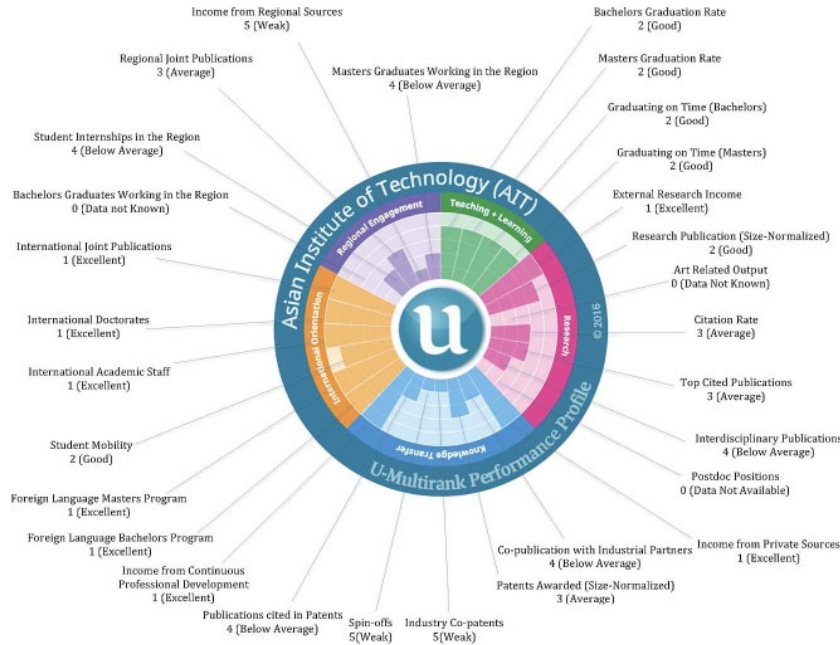 Income from Regional Sources
5 (Weak)
Bachelors Graduation Rate
2 (Good)
Regional Joint Publications
3 (Average)
Masters Graduates Working in the Region
4 (Below Average)
Masters Graduation Rate
2 (Good)
Graduating on Time (Bachelors)
2 (Good)
Student Internships in the Region
4 (Below Average)
Graduating on Time (Masters)
2 (Good)
Bachelors Graduates Working in the Region
0 (Data not Known)
External Research Income
1 (Excellent)
Research Publication (Size-Normalized)
2 (Good)
International Joint Publications
1 (Excellent)
Art Related Output
0 (Data Not Known)
International Doctorates
1 (Excellent)
Citation Rate
3 (Average)
International Academic Staff
1 (Excellent)
Top Cited Publications
3 (Average)
Student Mobility
2 (Good)
Interdisciplinary Publications
4 (Below Average)
Postdoc Positions
0 (Data Not Available)
Foreign Language Masters Program
1 (Excellent)
Foreign Language Bachelors Program
1 (Excellent)
Co-publication with Industrial Partners
4 (Below Average)
Income from Private Sources
1 (Excellent)
Income from Continuous
Professional Development
1 (Excellent)
Patents Awarded (Size-Normalized)
3 (Average)
Publications cited in Patents
4 (Below Average)
Spin-offs
5(Weak)
Industry Co-patents
5(Weak)
Asian Institute of Technology (AIT)
Regional Engagement
Teaching + Learning
Research
Knowledge Transfer
International Orientation
© 2016
U-Multirank Performance Profile
u